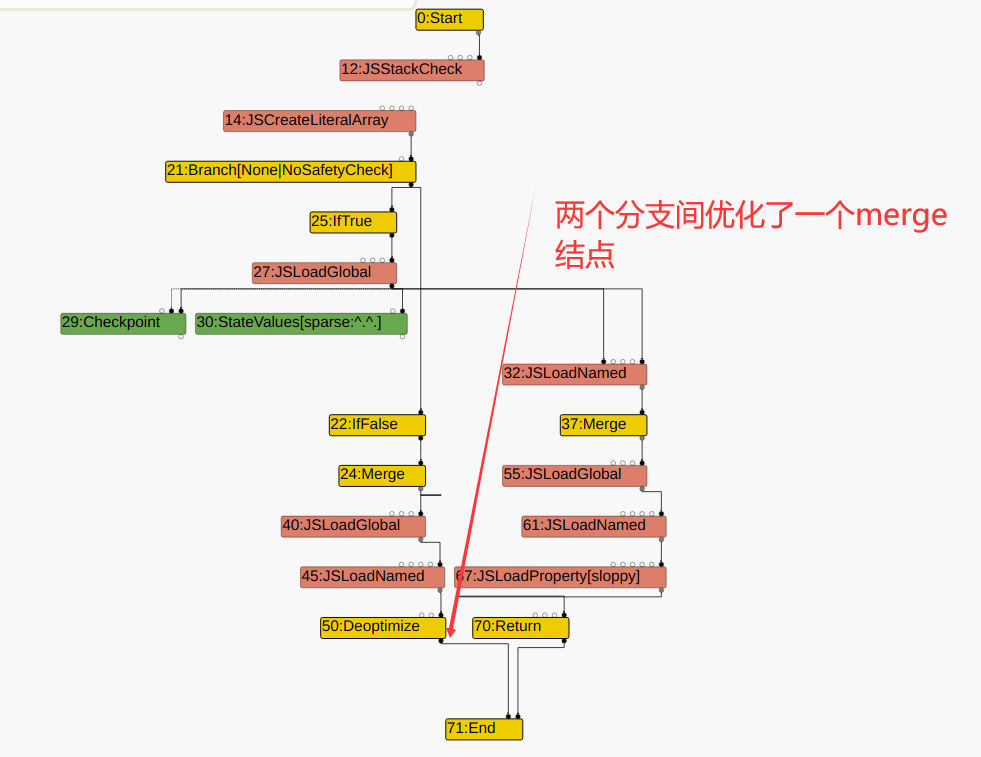 0:Start
12:JSStackCheck
14:JSCreateLiteralArray
21:Branch[None|NoSafetyCheck]
两个分支间优化了一个merge
结点
25:IfTrue
27:JSLoadGlobal
29:Checkpoint
30:StateValues[sparse:^.^.]
32:JSLoadNamed
22:IfFalse
37:Merge
24:Merge
55:JSLoadGlobal
40:JSLoadGlobal
61:JSLoadNamed
45:JSLoadNamed
67:JSLoadProperty[sloppy]
50:Deoptimize
70:Return
71:End